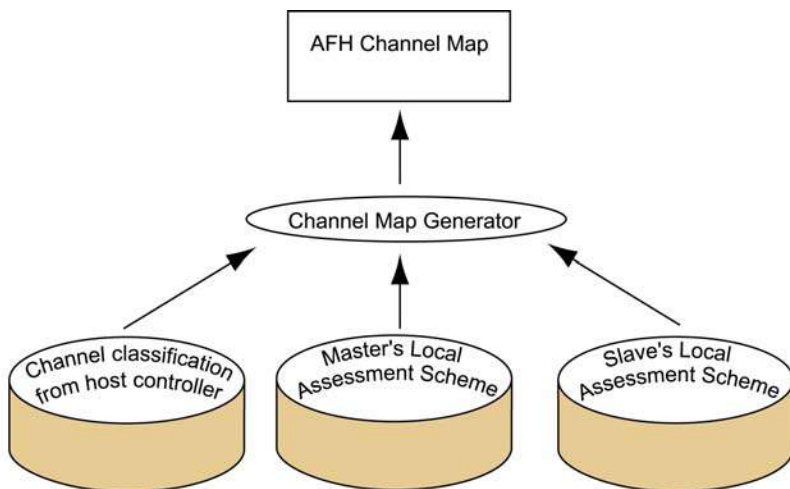 AFH Channel Map
Channel Map Generator
Channel classification
from host controller
Master's Local
Assessment Scheme
Slave's Local
Assessment Scheme